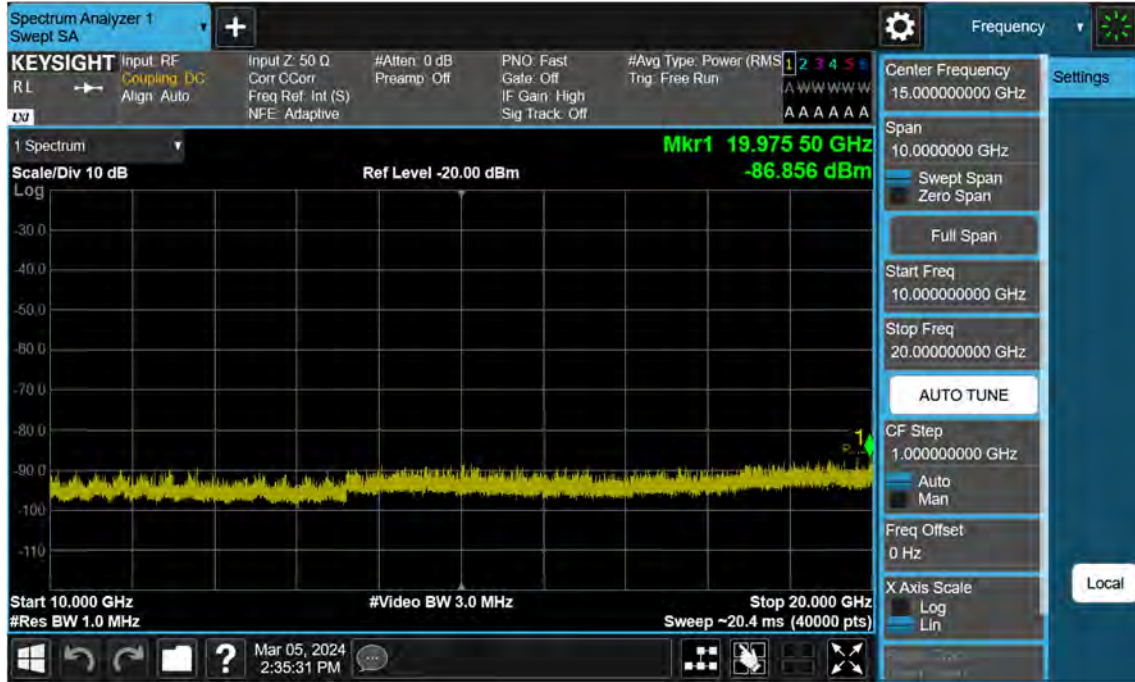 Spectrum Analyzer 1
Swept SA
Frequency
KEYSIGHT
RL
LXI
Input: RF
Coupling: DC
Align: Auto
Input Z: 50 Ω
Corr CCorr
Freq Ref: Int (S)
NFE: Adaptive
#Atten: 0 dB
Preamp: Off
PNO: Fast
Gate: Off
IF Gain: High
Sig Track: Off
#Avg Type: Power (RMS
Trig: Free Run
1 2 3 4 5 6
A W W W W W
A A A A A A
1 Spectrum
Scale/Div 10 dB
Ref Level -20.00 dBm
Mkr1 19.975 50 GHz
-86.856 dBm
Log
-30.0
-40.0
-50.0
-60.0
-70.0
-80.0
-90.0
-100
-110
1
Start 10.000 GHz
#Res BW 1.0 MHz
#Video BW 3.0 MHz
Stop 20.000 GHz
Sweep ~20.4 ms (40000 pts)
Center Frequency
15.000000000 GHz
Span
10.0000000 GHz
Swept Span
Zero Span
Full Span
Start Freq
10.000000000 GHz
Stop Freq
20.000000000 GHz
AUTO TUNE
CF Step
1.000000000 GHz
Auto
Man
Freq Offset
0 Hz
X Axis Scale
Log
Lin
Settings
Local
?
Mar 05, 2024
2:35:31 PM